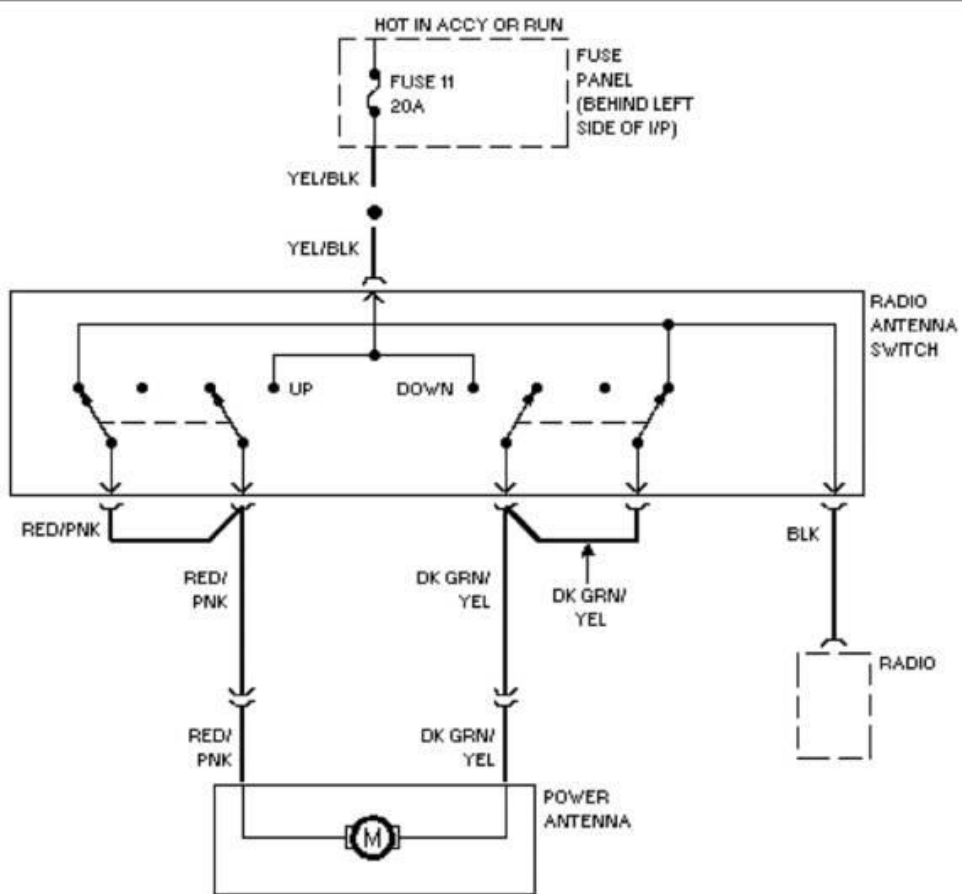 HOT IN ACCY OR RUN
FUSE 11
20A
FUSE
PANEL
(BEHIND LEFT
SIDE OF I/P)
YEL/BLK
YEL/BLK
RADIO
ANTENNA
SWITCH
UP
DOWN
RED/PNK
RED/
PNK
DK GRN/
YEL
DK GRN/
YEL
BLK
RADIO
RED/
PNK
DK GRN/
YEL
POWER
ANTENNA
M